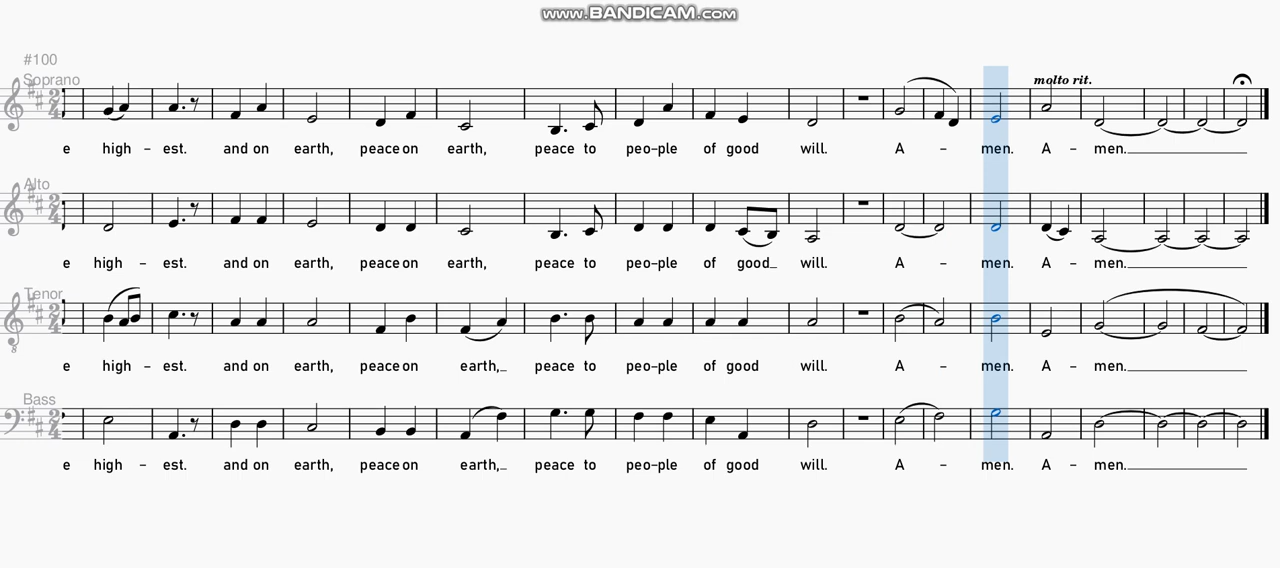 www.BANDICAM.com
#100
Soprano
molto rit.
e high - est. and on earth, peace on earth, peace to peo-ple of good will. A - men. A - men.
Alto
e high - est. and on earth, peace on earth, peace to peo-ple of good_ will. A - men. A - men.
Tenor
8
e high - est. and on earth, peace on earth,_ peace to peo-ple of good will. A - men. A - men.
Bass
e high - est. and on earth, peace on earth,_ peace to peo-ple of good will. A - men. A - men.